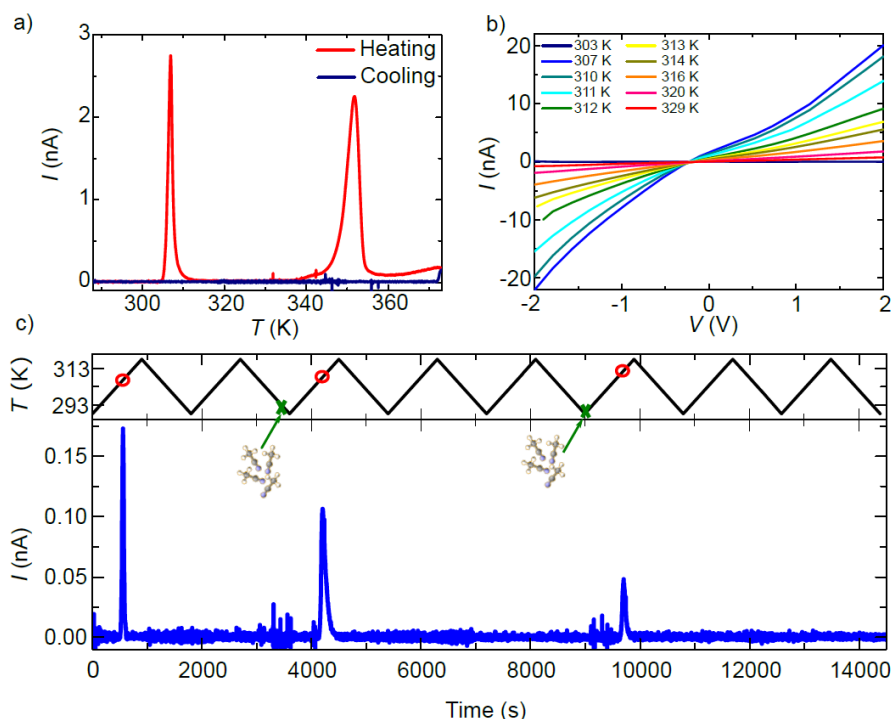 a)
I (nA)
3
2
1
0
Heating
Cooling
300
320
340
360
T (K)
b)
I (nA)
20
10
0
-10
-20
303 K
307 K
310 K
311 K
312 K
313 K
314 K
316 K
320 K
329 K
-2
-1
0
1
2
V (V)
c)
T (K)
313
293
I (nA)
0.15
0.10
0.05
0.00
0
2000
4000
6000
8000
10000
12000
14000
Time (s)